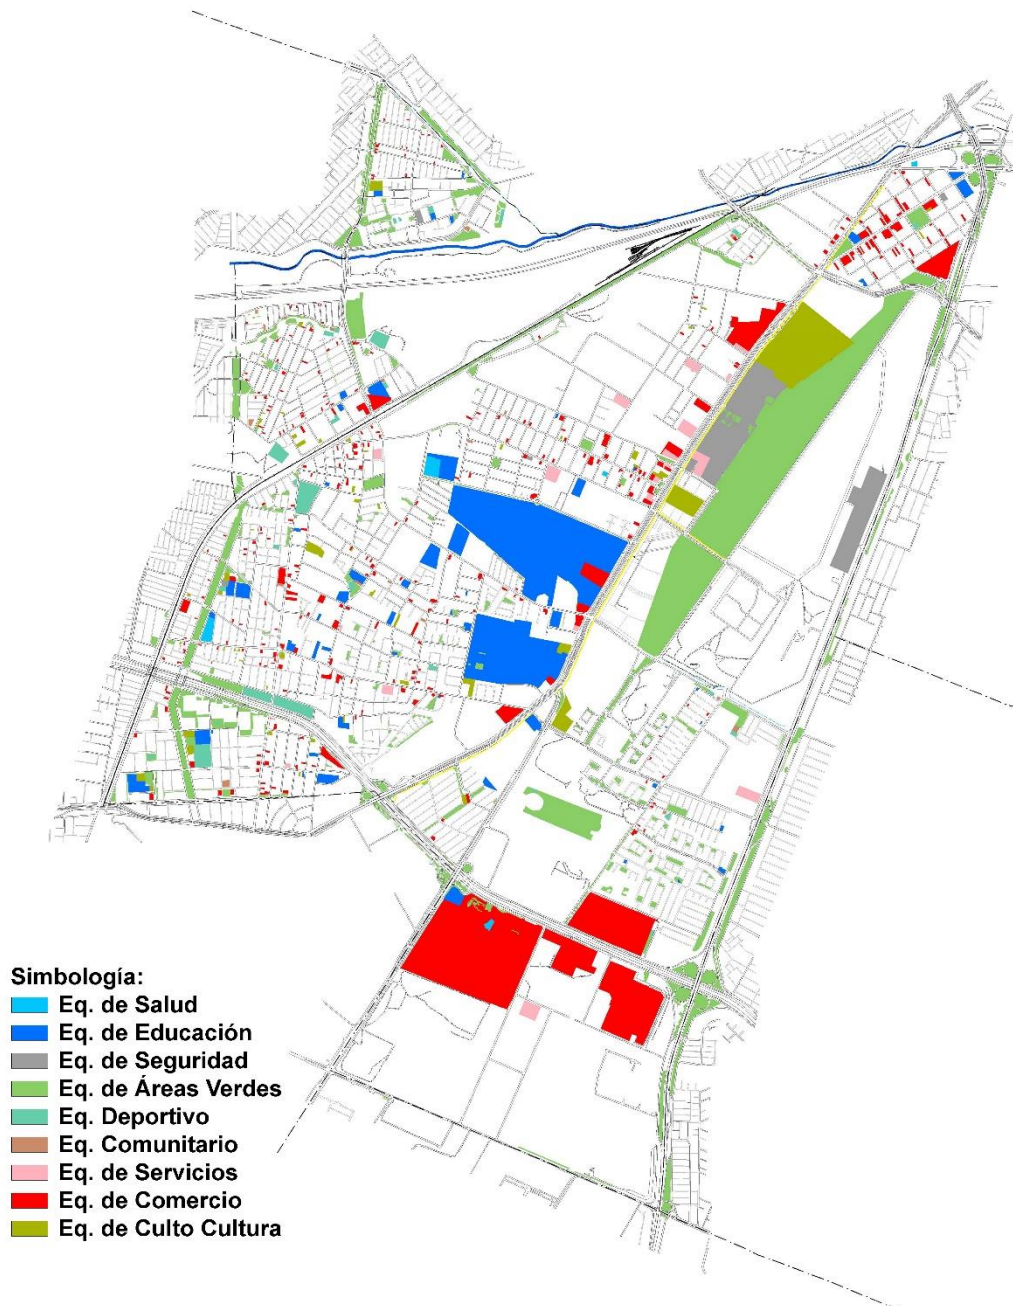 Simbología:
Eq. de Salud
Eq. de Educación
Eq. de Seguridad
Eq. de Áreas Verdes
Eq. Deportivo
Eq. Comunitario
Eq. de Servicios
Eq. de Comercio
Eq. de Culto Cultura